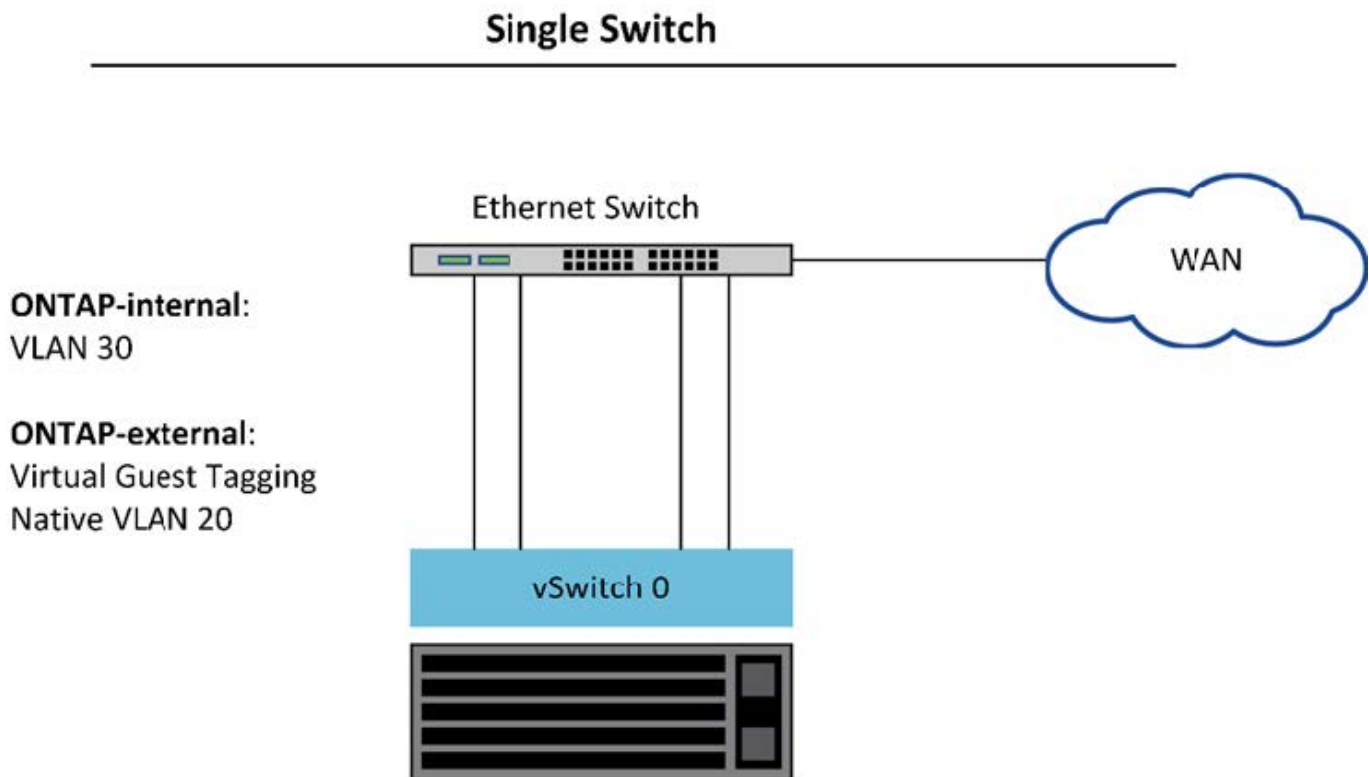 Single Switch
Ethernet Switch
WAN
ONTAP-internal:
VLAN 30
ONTAP-external:
Virtual Guest Tagging
Native VLAN 20
vSwitch 0